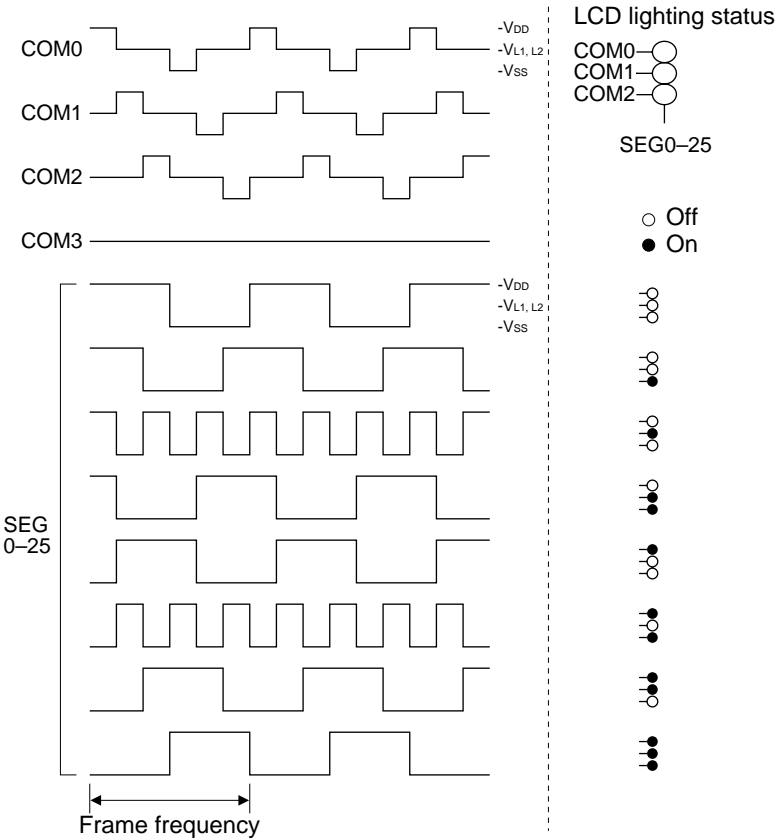 LCD lighting status
COM0
-VDD
-VL1, L2
-VSS
COM0
COM1
COM2
SEG0–25
COM1
COM2
COM3
Off
On
-VDD
-VL1, L2
-VSS
SEG
0–25
Frame frequency